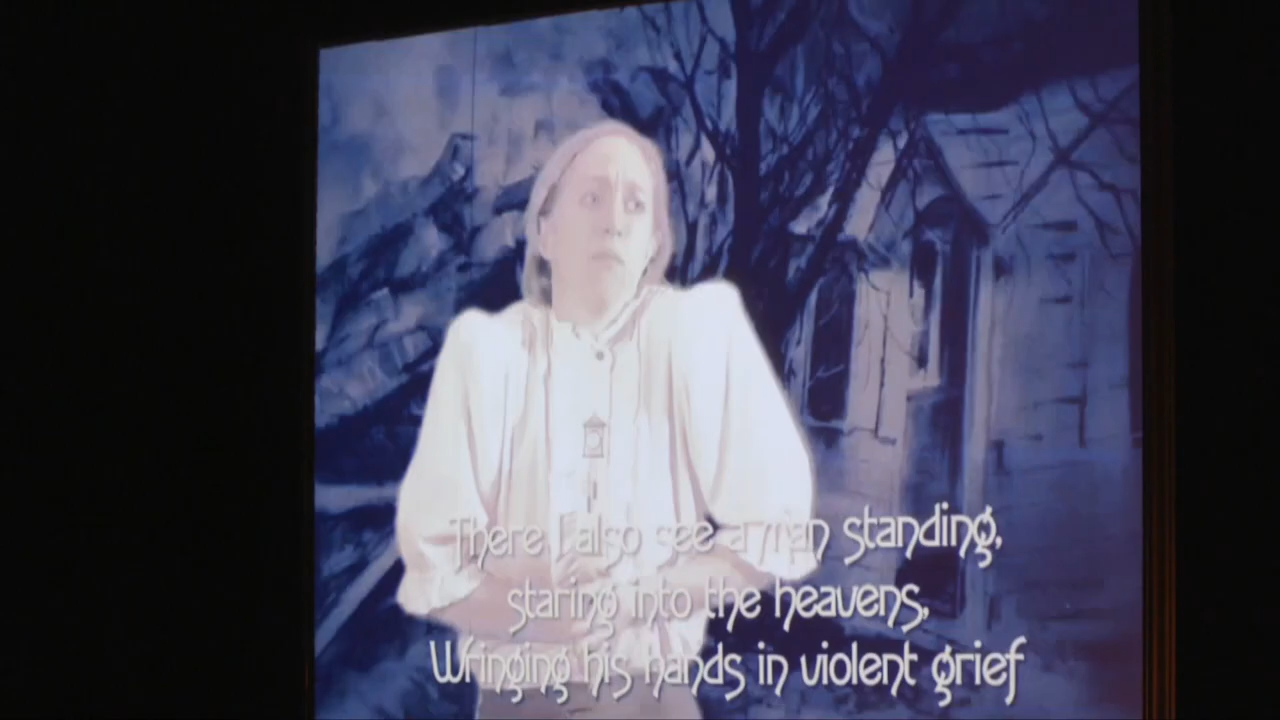 There I also see a man standing,
staring into the heavens,
Wringing his hands in violent grief